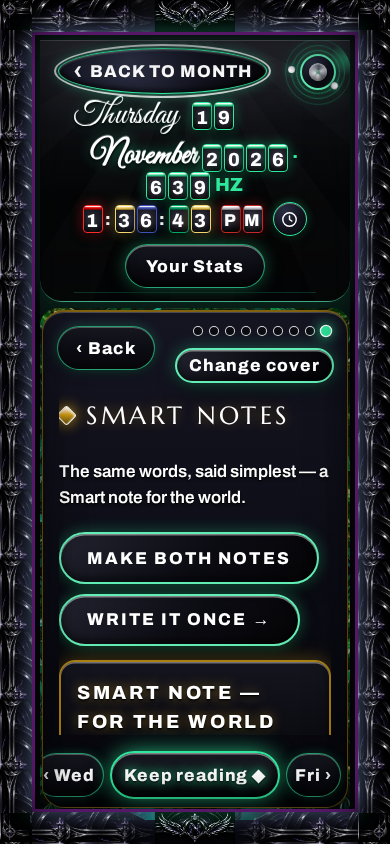 ‹ BACK TO MONTH
Thursday 19
November 2026 ·
639 HZ
1:36:43 PM
Your Stats
‹ Back
Change cover
SMART NOTES
The same words, said simplest — a
Smart note for the world.
MAKE BOTH NOTES
WRITE IT ONCE →
SMART NOTE —
FOR THE WORLD
‹ Wed Keep reading ◆ Fri ›